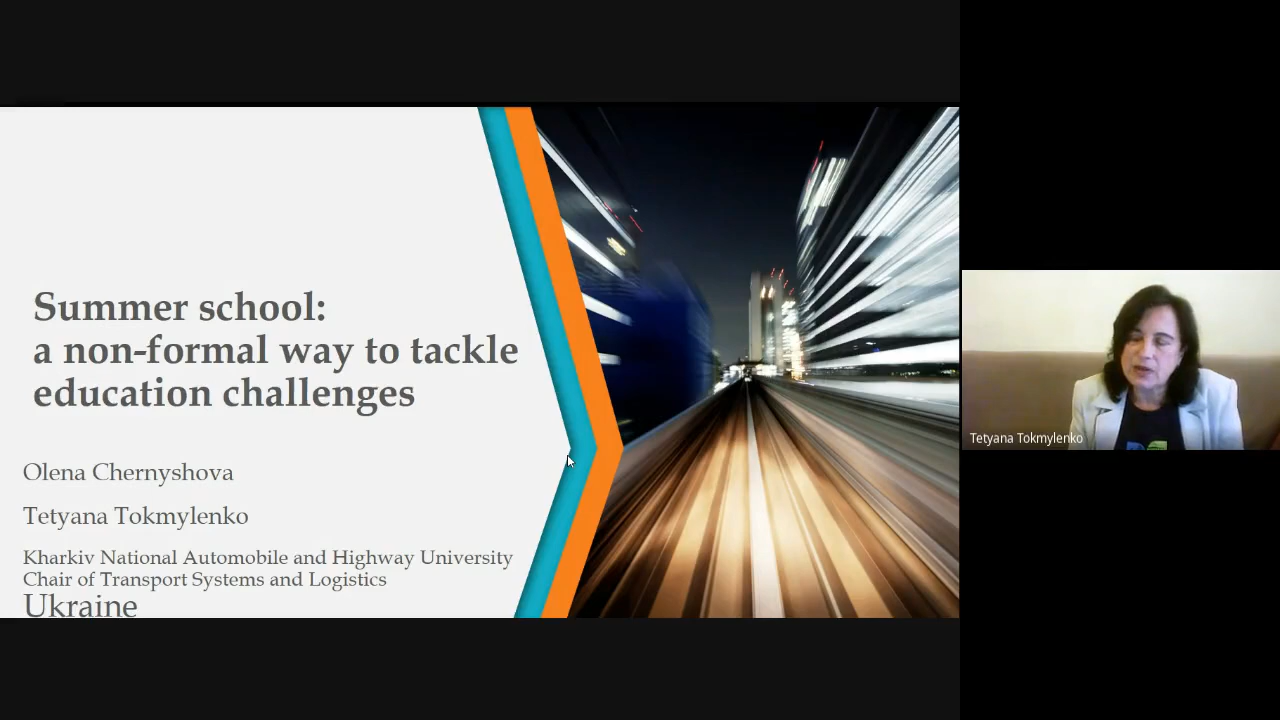 Summer school:
a non-formal way to tackle
education challenges
Olena Chernyshova
Tetyana Tokmylenko
Kharkiv National Automobile and Highway University
Chair of Transport Systems and Logistics
Ukraine
Tetyana Tokmylenko